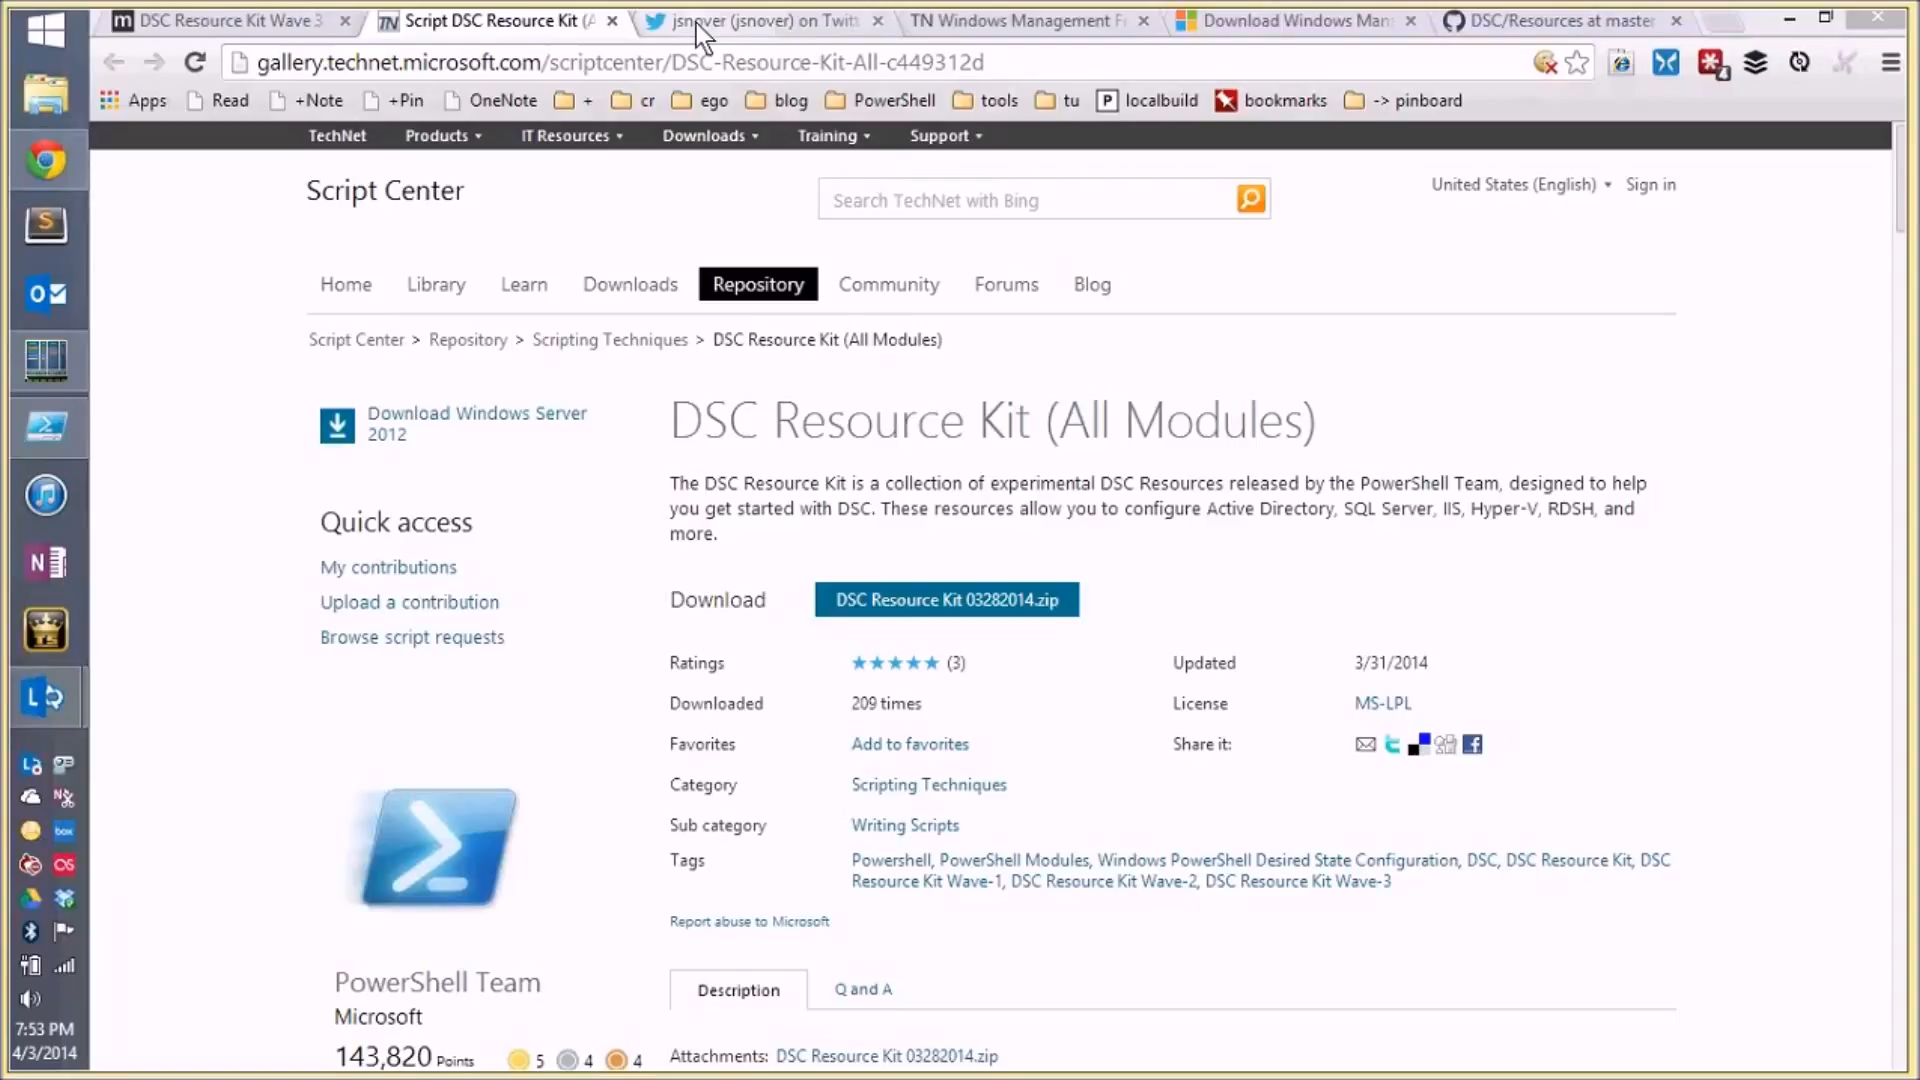 DSC Resource Kit Wave 3
Script DSC Resource Kit (A
jsnover (jsnover) on Twitt
TN Windows Management Fr
Download Windows Man
DSC/Resources at master
gallery.technet.microsoft.com/scriptcenter/DSC-Resource-Kit-All-c449312d
Apps Read +Note +Pin OneNote + cr ego blog PowerShell tools tu localbuild bookmarks -> pinboard
TechNet Products IT Resources Downloads Training Support
Script Center
Search TechNet with Bing
United States (English) Sign in
Home Library Learn Downloads Repository Community Forums Blog
Script Center > Repository > Scripting Techniques > DSC Resource Kit (All Modules)
Download Windows Server
2012
Quick access
My contributions
Upload a contribution
Browse script requests
PowerShell Team
Microsoft
143,820 Points 5 4 4
DSC Resource Kit (All Modules)
The DSC Resource Kit is a collection of experimental DSC Resources released by the PowerShell Team, designed to help
you get started with DSC. These resources allow you to configure Active Directory, SQL Server, IIS, Hyper-V, RDSH, and
more.
Download DSC Resource Kit 03282014.zip
Ratings (3) Updated 3/31/2014
Downloaded 209 times License MS-LPL
Favorites Add to favorites Share it:
Category Scripting Techniques
Sub category Writing Scripts
Tags Powershell, PowerShell Modules, Windows PowerShell Desired State Configuration, DSC, DSC Resource Kit, DSC
Resource Kit Wave-1, DSC Resource Kit Wave-2, DSC Resource Kit Wave-3
Report abuse to Microsoft
Description Q and A
Attachments: DSC Resource Kit 03282014.zip
7:53 PM
4/3/2014